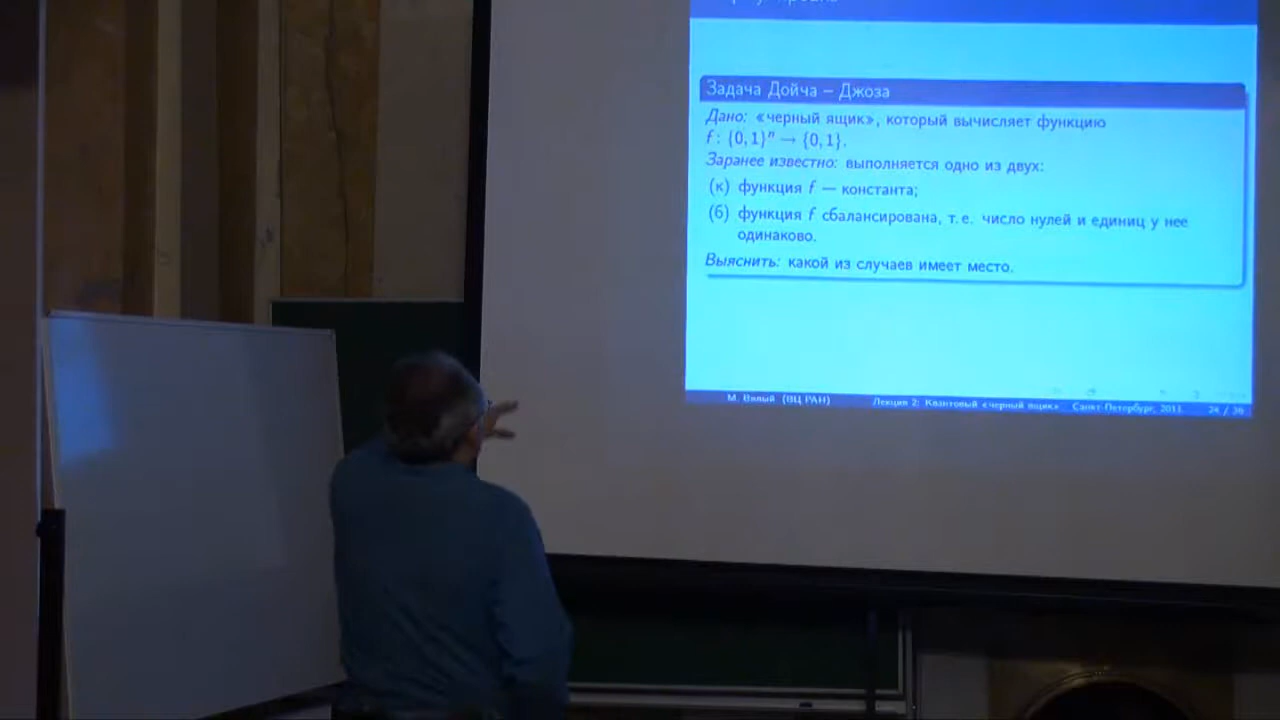 Задача Дойча – Джоза
Дано: «черный ящик», который вычисляет функцию
f: {0, 1}ⁿ → {0, 1}.
Заранее известно: выполняется одно из двух:
(к) функция f — константа;
(б) функция f сбалансирована, т. е. число нулей и единиц у нее
одинаково.
Выяснить: какой из случаев имеет место.
М. Вялый (ВЦ РАН) Лекция 2: Квантовый «черный ящик» Санкт-Петербург, 2011 24 / 36